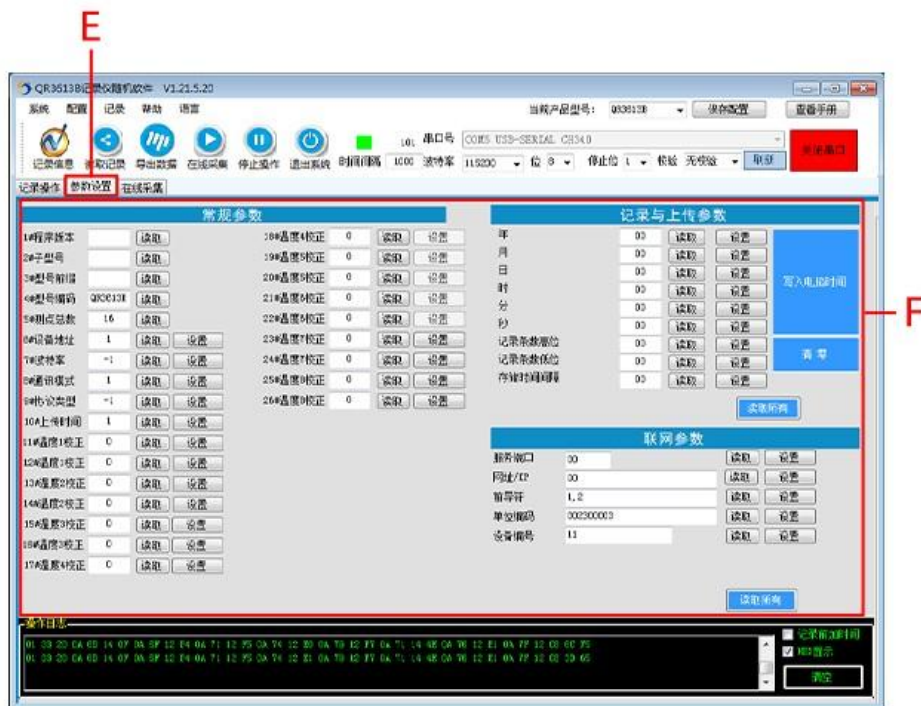 E
QR3513B记录仪随机软件 V1.21.5.20
系统 配置 记录 帮助 语言
当前产品型号: 保存配置 查看手册
记录信息 读取记录 导出数据 在线采集 停止操作 退出系统
101 串口号 COM5 USB-SERIAL CH340
时间间隔 1000 波特率 115200 位 8 停止位 1 校验 无校验 刷新
关闭串口
记录操作 参数设置 在线采集
常规参数
1#程序版本 读取
2#子型号 读取
3#型号前缀 读取
4#型号编码 读取
5#测点总数 16 读取
6#设备地址 1 读取 设置
7#波特率 -1 读取 设置
8#通讯模式 1 读取 设置
9#协议类型 -1 读取 设置
10#上传时间 1 读取 设置
11#温度1校正 0 读取 设置
12#湿度1校正 0 读取 设置
13#温度2校正 0 读取 设置
14#湿度2校正 0 读取 设置
15#温度3校正 0 读取 设置
16#湿度3校正 0 读取 设置
17#温度4校正 0 读取 设置
18#湿度4校正 0 读取 设置
19#温度5校正 0 读取 设置
20#湿度5校正 0 读取 设置
21#温度6校正 0 读取 设置
22#湿度6校正 0 读取 设置
23#温度7校正 0 读取 设置
24#湿度7校正 0 读取 设置
25#温度8校正 0 读取 设置
26#湿度8校正 0 读取 设置
记录与上传参数
年 00 读取 设置
月 00 读取 设置
日 00 读取 设置
时 00 读取 设置
分 00 读取 设置
秒 00 读取 设置
记录条数高位 00 读取 设置
记录条数低位 00 读取 设置
存储时间间隔 00 读取 设置
写入电脑时间
清零
读取所有
F
联网参数
服务端口 00 读取 设置
网址/IP 00 读取 设置
前导符 1,2 读取 设置
单位编码 002300003 读取 设置
设备编号 11 读取 设置
读取所有
操作日志
记录前加时间
HEX显示
清空